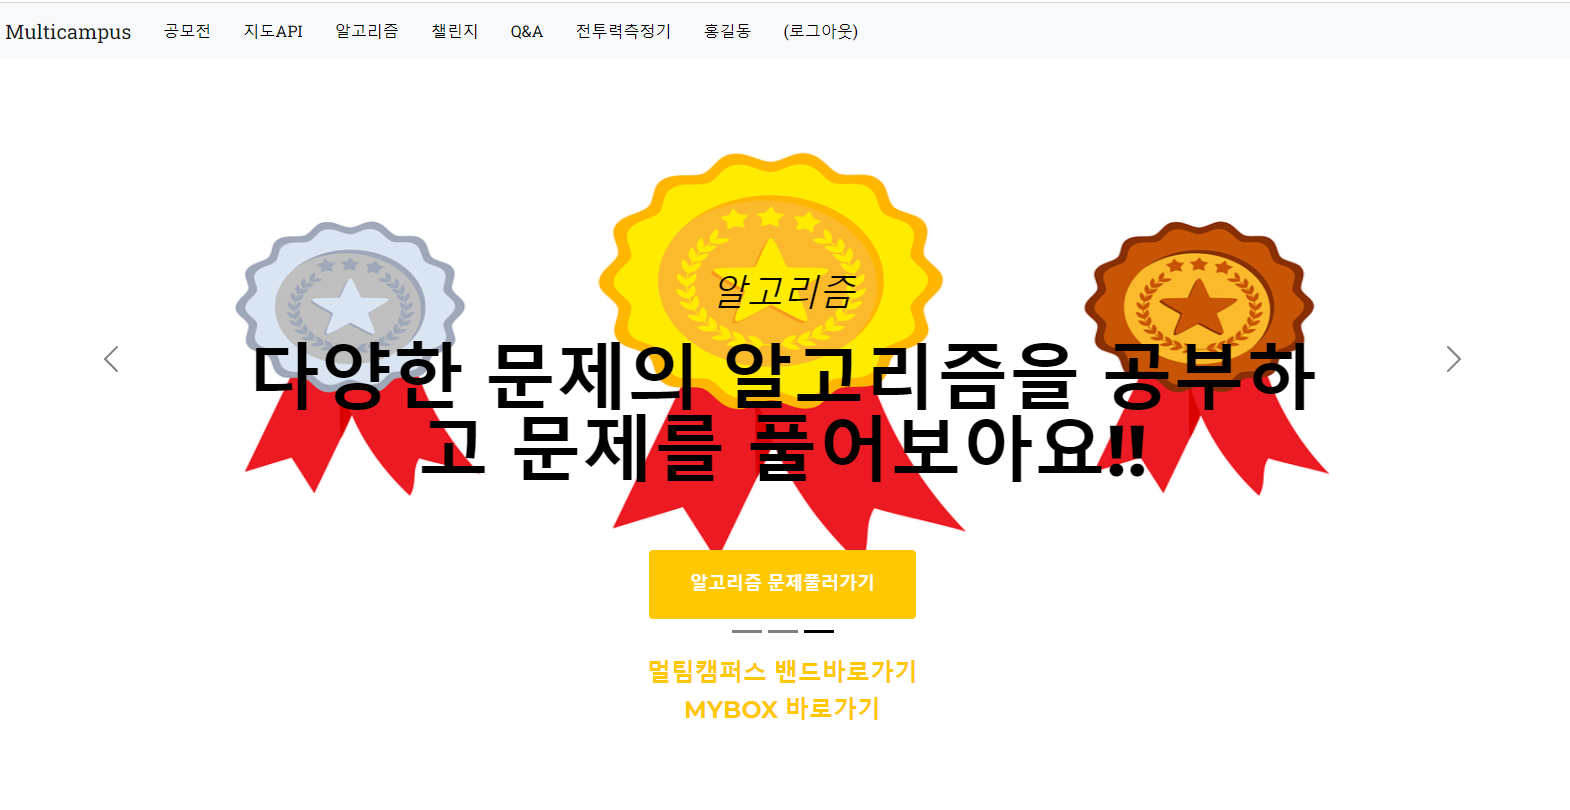 Multicampus 공모전 지도API 알고리즘 챌린지 Q&A 전투력측정기 홍길동 (로그아웃)
알고리즘
다양한 문제의 알고리즘을 공부하
고 문제를 풀어보아요!!
알고리즘 문제풀러가기
멀팀캠퍼스 밴드바로가기
MYBOX 바로가기